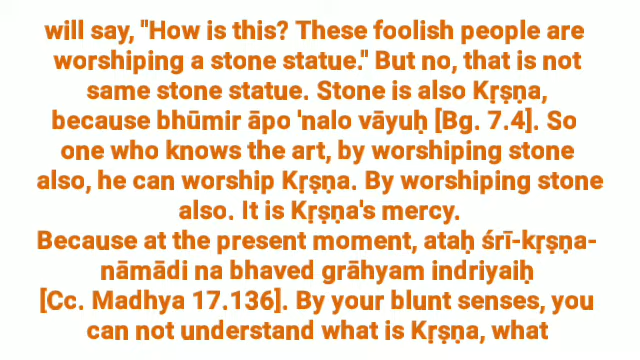 will say, "How is this? These foolish people are
worshiping a stone statue." But no, that is not
same stone statue. Stone is also Kṛṣṇa,
because bhūmir āpo 'nalo vāyuḥ [Bg. 7.4]. So
one who knows the art, by worshiping stone
also, he can worship Kṛṣṇa. By worshiping stone
also. It is Kṛṣṇa's mercy.
Because at the present moment, ataḥ śrī-kṛṣṇa-
nāmādi na bhaved grāhyam indriyaiḥ
[Cc. Madhya 17.136]. By your blunt senses, you
can not understand what is Kṛṣṇa, what